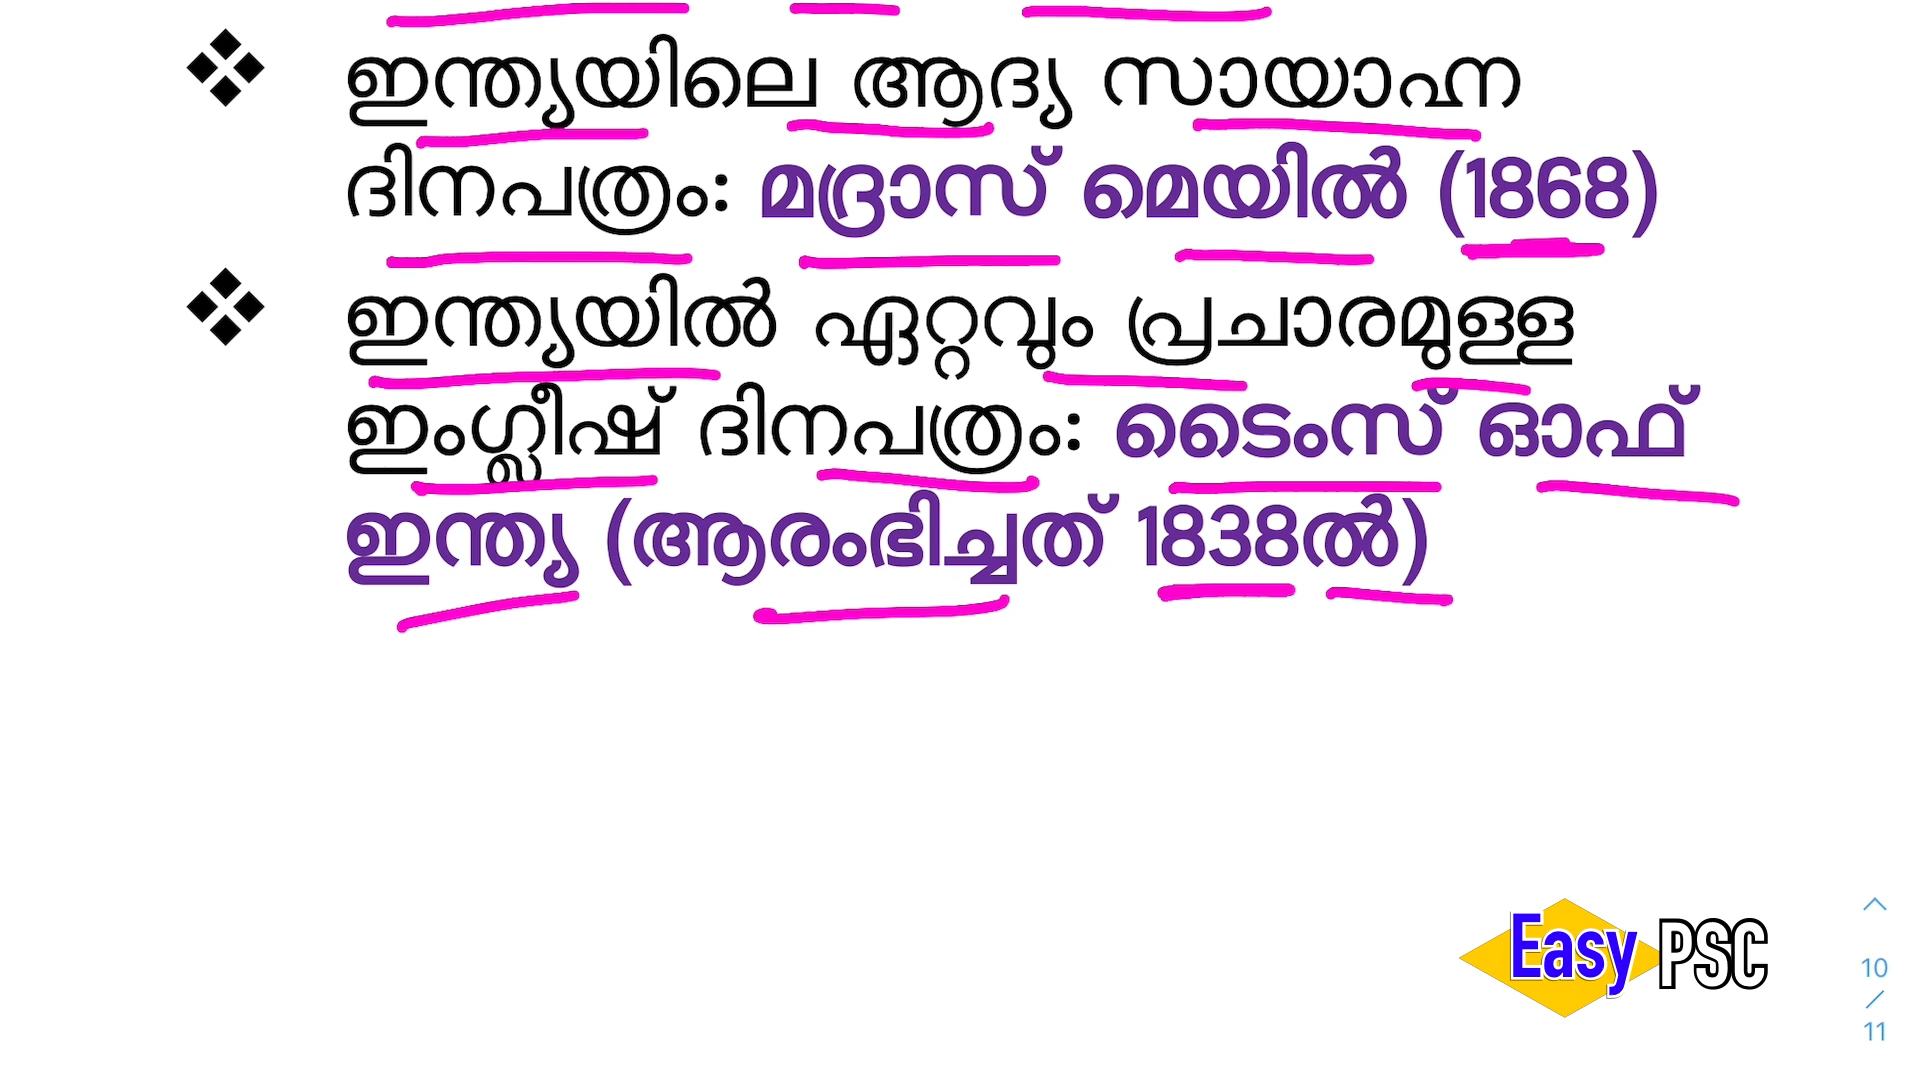 ❖ ഇന്ത്യയിലെ ആദ്യ സായാഹ്ന
ദിനപത്രം: മദ്രാസ് മെയിൽ (1868)
❖ ഇന്ത്യയിൽ ഏറ്റവും പ്രചാരമുള്ള
ഇംഗ്ലീഷ് ദിനപത്രം: ടൈംസ് ഓഫ്
ഇന്ത്യ (ആരംഭിച്ചത് 1838ൽ)
Easy PSC
10
/
11